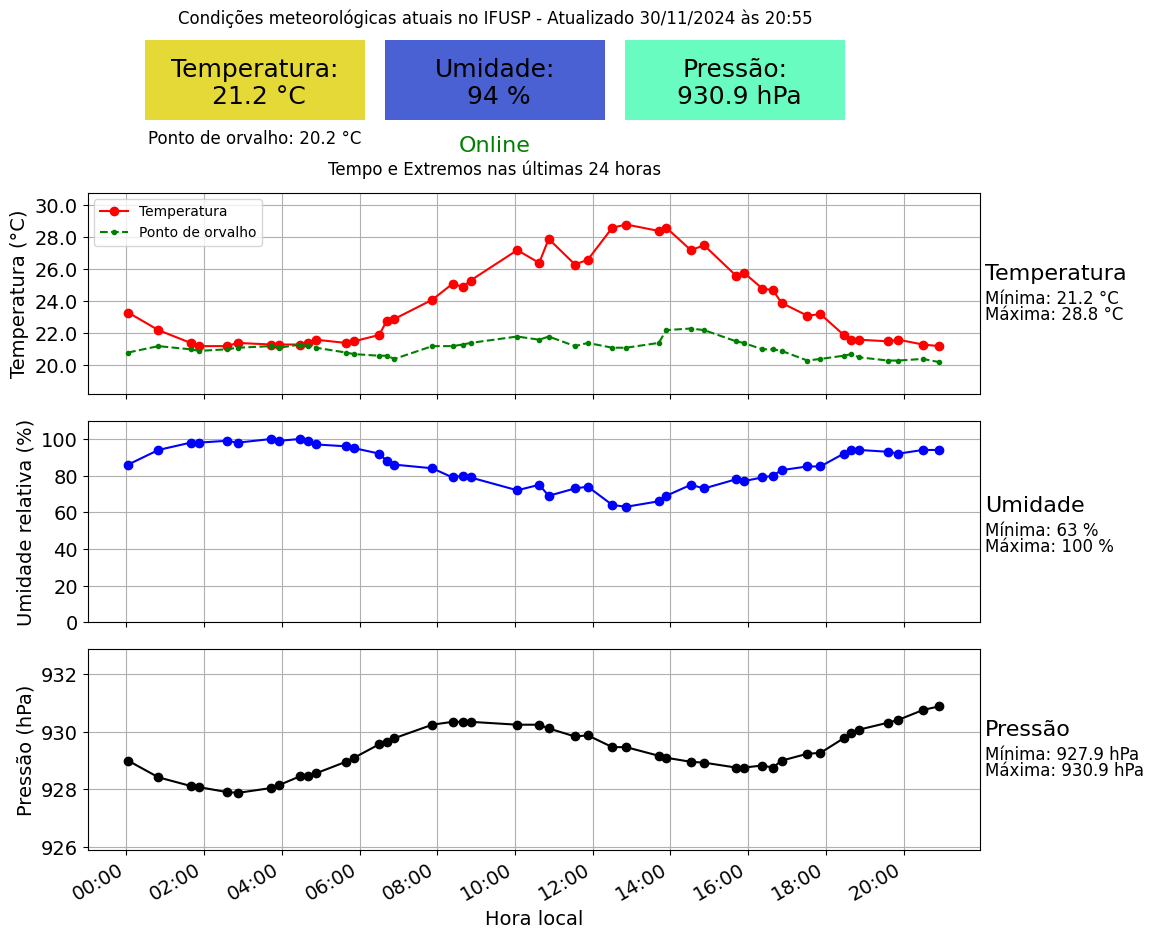 Condições meteorológicas atuais no IFUSP - Atualizado 30/11/2024 às 20:55
Temperatura:
21.2 °C
Umidade:
94 %
Pressão:
930.9 hPa
Ponto de orvalho: 20.2 °C
Online
Tempo e Extremos nas últimas 24 horas
Temperatura (°C)
30.0
28.0
26.0
24.0
22.0
20.0
Temperatura
Ponto de orvalho
Temperatura
Mínima: 21.2 °C
Máxima: 28.8 °C
Umidade relativa (%)
100
80
60
40
20
0
Umidade
Mínima: 63 %
Máxima: 100 %
Pressão (hPa)
932
930
928
926
Pressão
Mínima: 927.9 hPa
Máxima: 930.9 hPa
00:00
02:00
04:00
06:00
08:00
10:00
12:00
14:00
16:00
18:00
20:00
Hora local